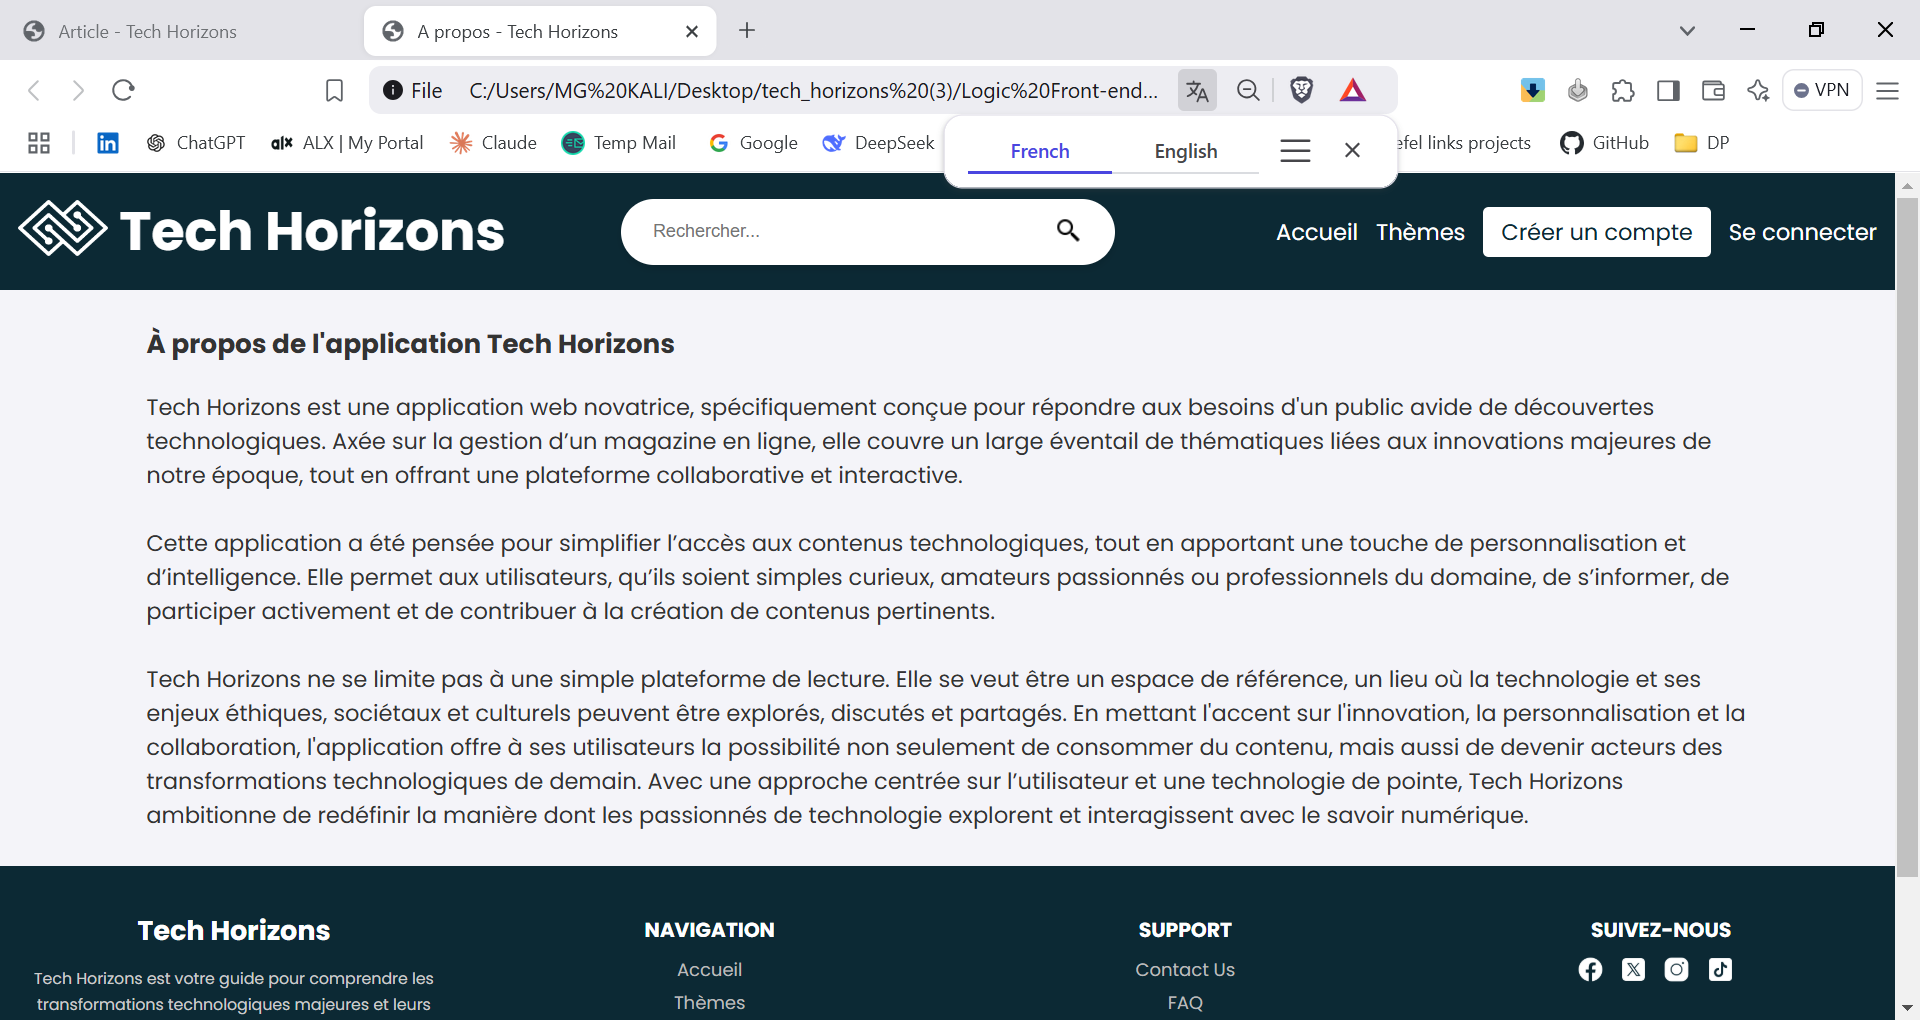 Article - Tech Horizons
A propos - Tech Horizons
File C:/Users/MG%20KALI/Desktop/tech_horizons%20(3)/Logic%20Front-end...
VPN
ChatGPT
ALX | My Portal
Claude
Temp Mail
Google
DeepSeek
French
English
efel links projects
GitHub
DP
Tech Horizons
Rechercher...
Accueil
Thèmes
Créer un compte
Se connecter
À propos de l'application Tech Horizons
Tech Horizons est une application web novatrice, spécifiquement conçue pour répondre aux besoins d'un public avide de découvertes
technologiques. Axée sur la gestion d’un magazine en ligne, elle couvre un large éventail de thématiques liées aux innovations majeures de
notre époque, tout en offrant une plateforme collaborative et interactive.
Cette application a été pensée pour simplifier l’accès aux contenus technologiques, tout en apportant une touche de personnalisation et
d’intelligence. Elle permet aux utilisateurs, qu’ils soient simples curieux, amateurs passionnés ou professionnels du domaine, de s’informer, de
participer activement et de contribuer à la création de contenus pertinents.
Tech Horizons ne se limite pas à une simple plateforme de lecture. Elle se veut être un espace de référence, un lieu où la technologie et ses
enjeux éthiques, sociétaux et culturels peuvent être explorés, discutés et partagés. En mettant l'accent sur l'innovation, la personnalisation et la
collaboration, l'application offre à ses utilisateurs la possibilité non seulement de consommer du contenu, mais aussi de devenir acteurs des
transformations technologiques de demain. Avec une approche centrée sur l’utilisateur et une technologie de pointe, Tech Horizons
ambitionne de redéfinir la manière dont les passionnés de technologie explorent et interagissent avec le savoir numérique.
Tech Horizons
Tech Horizons est votre guide pour comprendre les
transformations technologiques majeures et leurs
NAVIGATION
Accueil
Thèmes
SUPPORT
Contact Us
FAQ
SUIVEZ-NOUS